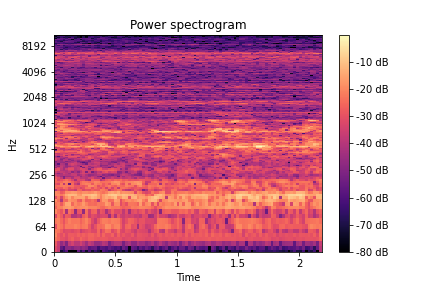 Power spectrogram
8192
4096
2048
1024
512
256
128
64
0
Hz
0
0.5
1
1.5
2
Time
-10 dB
-20 dB
-30 dB
-40 dB
-50 dB
-60 dB
-70 dB
-80 dB